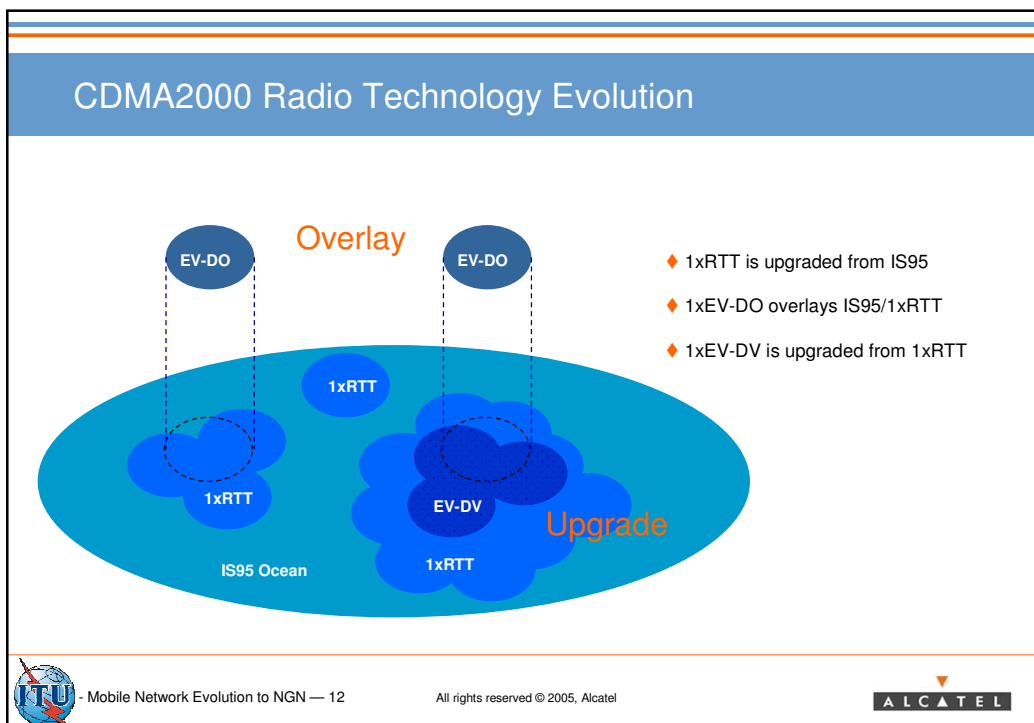 CDMA2000 Radio Technology Evolution
Overlay
EV-DO
EV-DO
♦ 1xRTT is upgraded from IS95
♦ 1xEV-DO overlays IS95/1xRTT
♦ 1xEV-DV is upgraded from 1xRTT
1xRTT
1xRTT
EV-DV
Upgrade
1xRTT
IS95 Ocean
ITU
- Mobile Network Evolution to NGN — 12
All rights reserved © 2005, Alcatel
ALCATEL